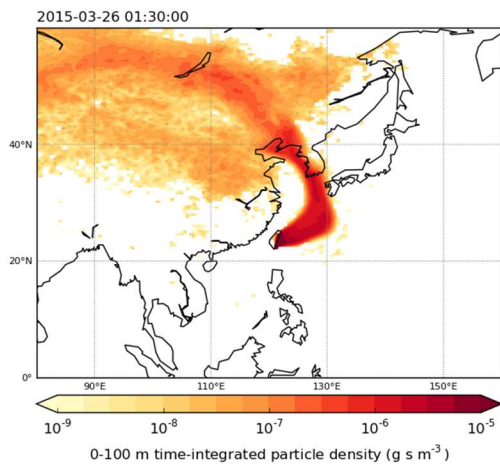 2015-03-26 01:30:00
40°N
20°N
0°
90°E
110°E
130°E
150°E
10⁻⁹
10⁻⁸
10⁻⁷
10⁻⁶
10⁻⁵
0-100 m time-integrated particle density (g s m⁻³)